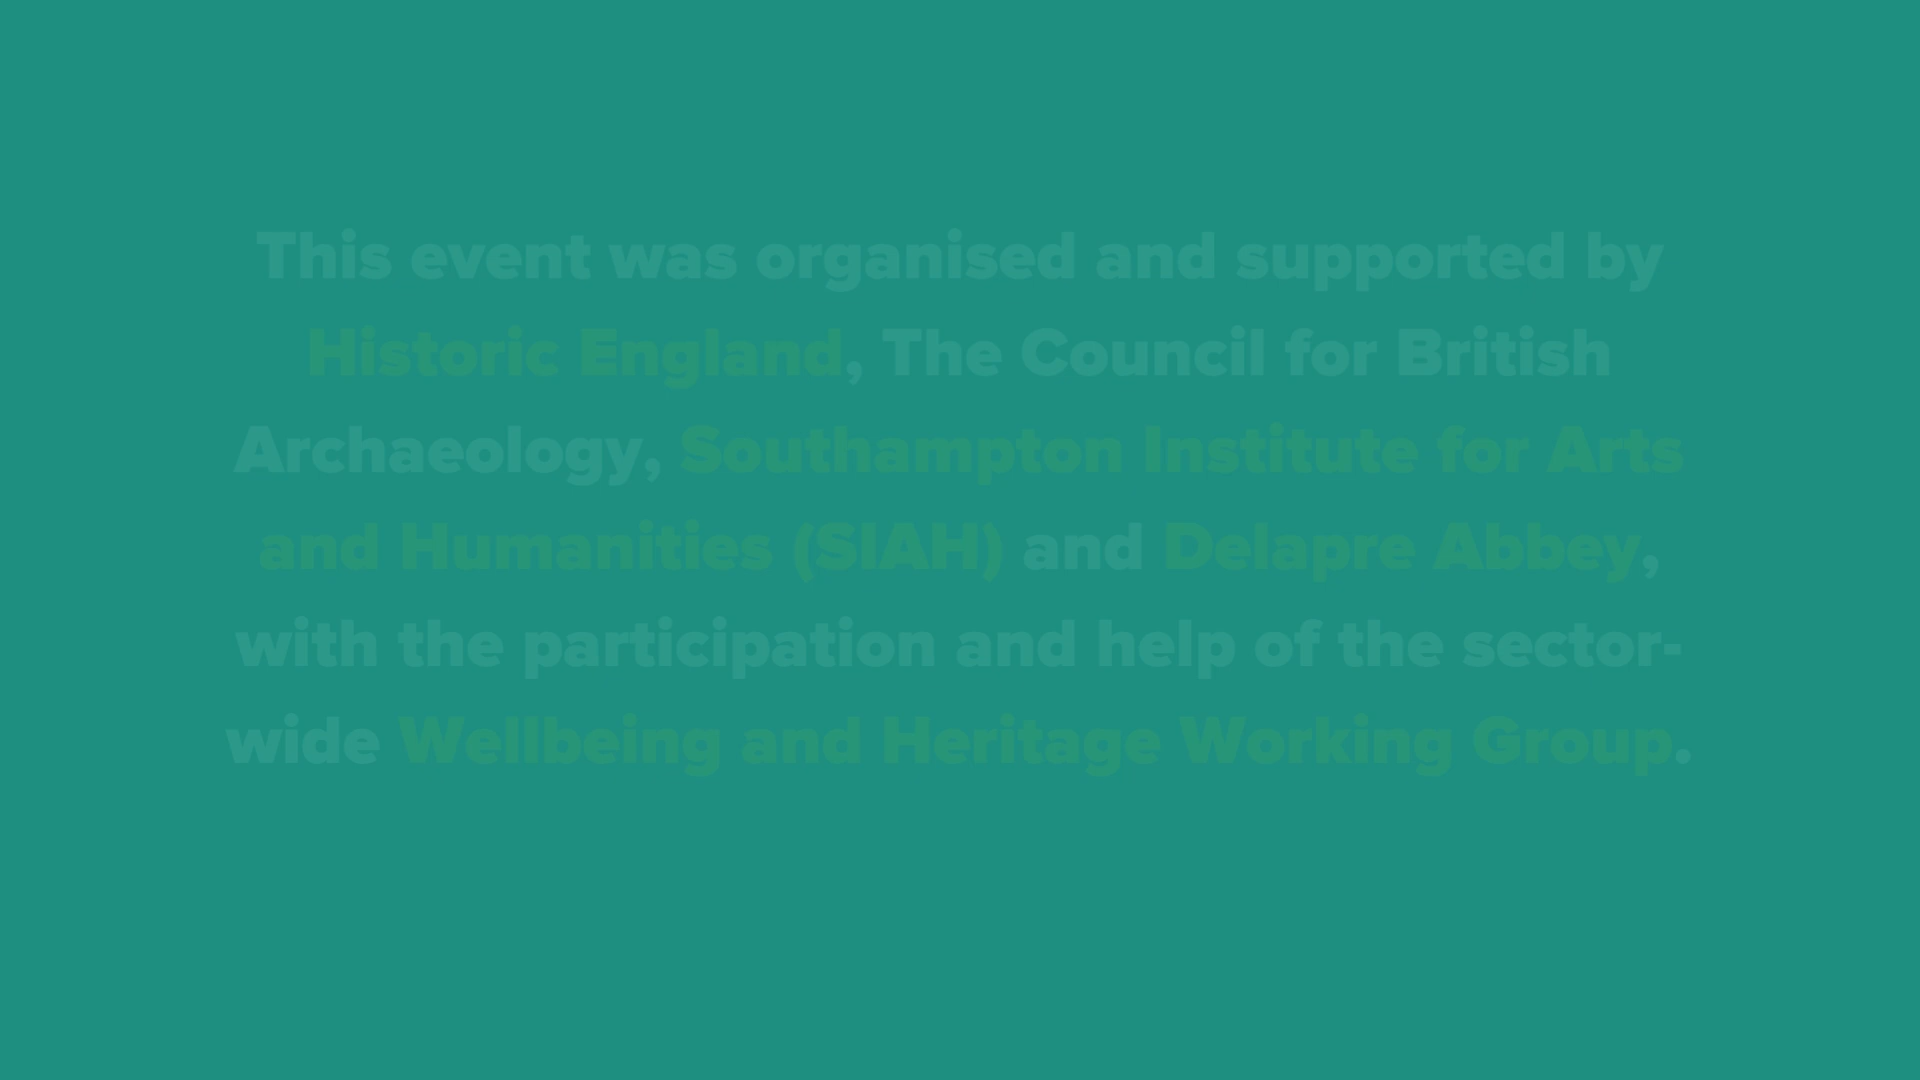 This event was organised and supported by
Historic England, The Council for British
Archaeology, Southampton Institute for Arts
and Humanities (SIAH) and Delapre Abbey,
with the participation and help of the sector-
wide Wellbeing and Heritage Working Group.